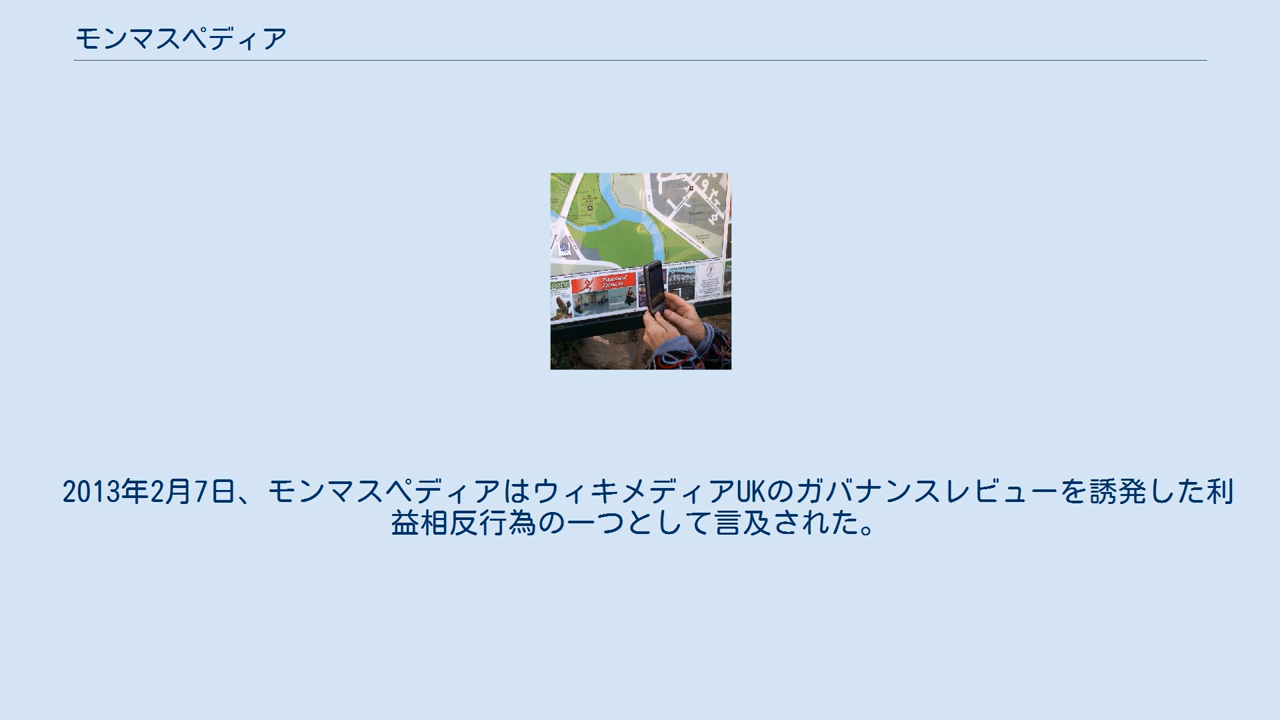 モンマスペディア
2013年2月7日、モンマスペディアはウィキメディアUKのガバナンスレビューを誘発した利
益相反行為の一つとして言及された。